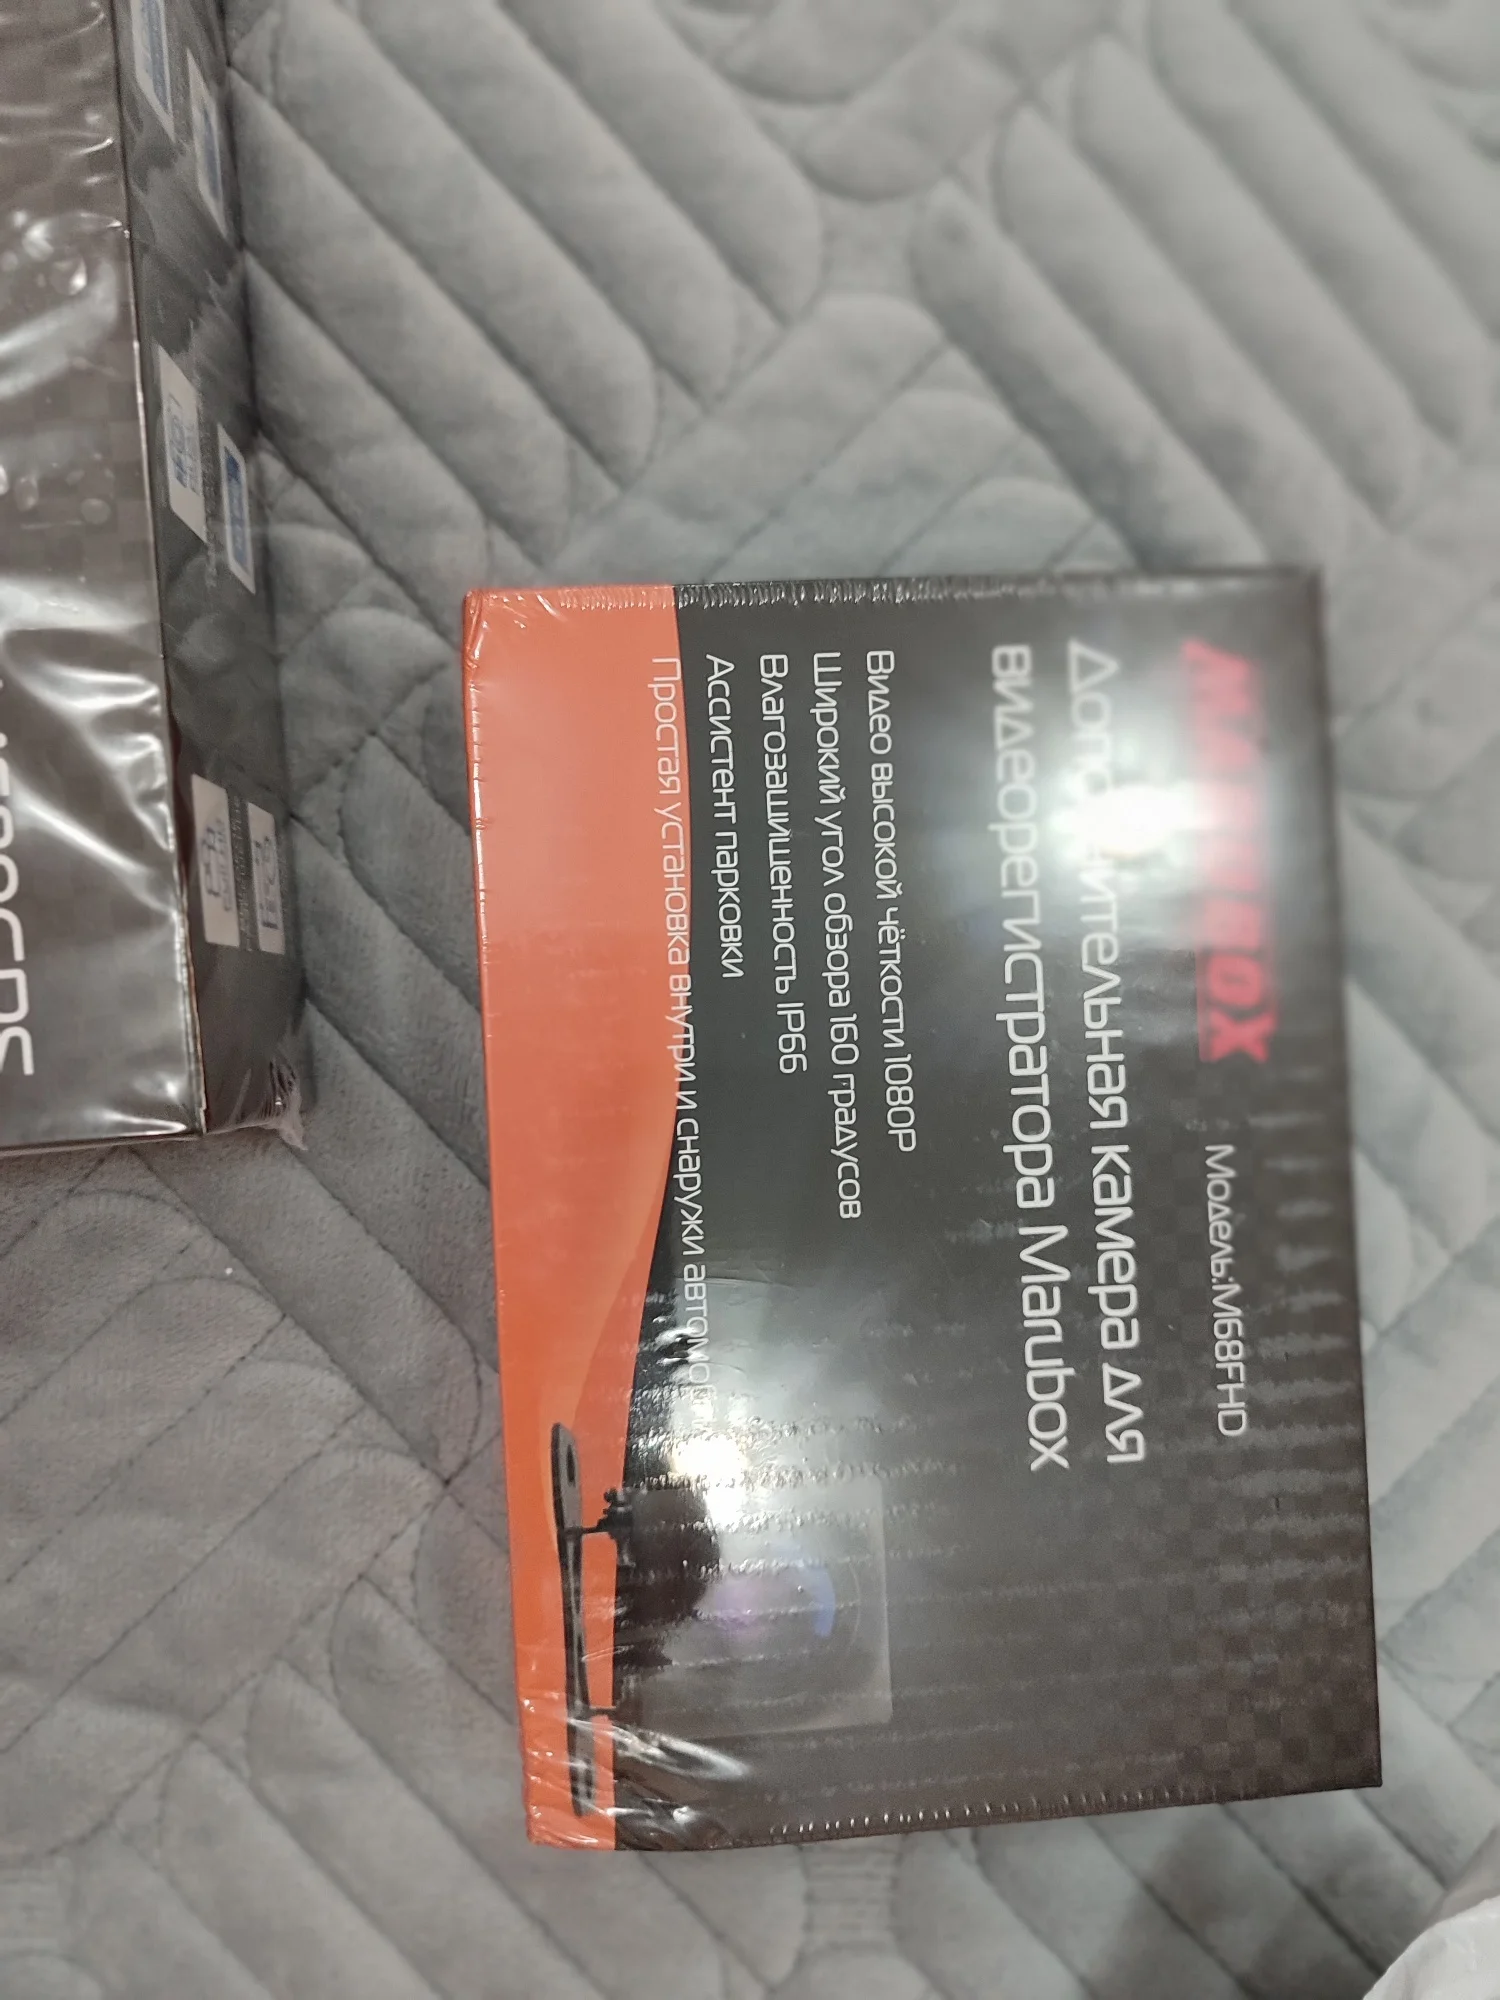 MARUBOX
Модель:M68FHD
Дополнительная камера для
видеорегистратора Marubox
Видео высокой чёткости 1080P
Широкий угол обзора 160 градусов
Влагозащищенность IP66
Ассистент парковки
Простая установка внутри и снаружи